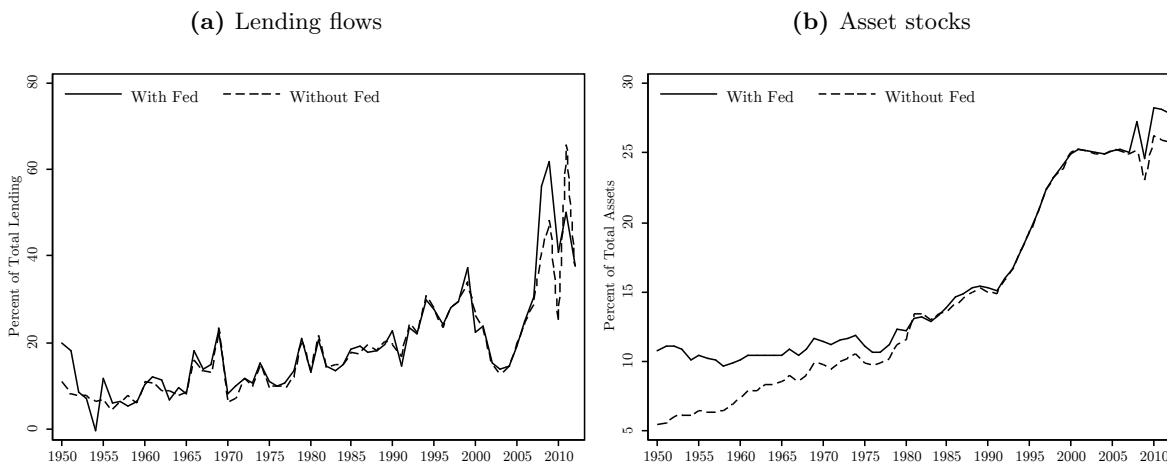 (a) Lending flows
Percent of Total Lending
80
60
40
20
0
With Fed
Without Fed
1950 1955 1960 1965 1970 1975 1980 1985 1990 1995 2000 2005 2010
(b) Asset stocks
Percent of Total Assets
30
25
20
15
10
5
With Fed
Without Fed
1950 1955 1960 1965 1970 1975 1980 1985 1990 1995 2000 2005 2010